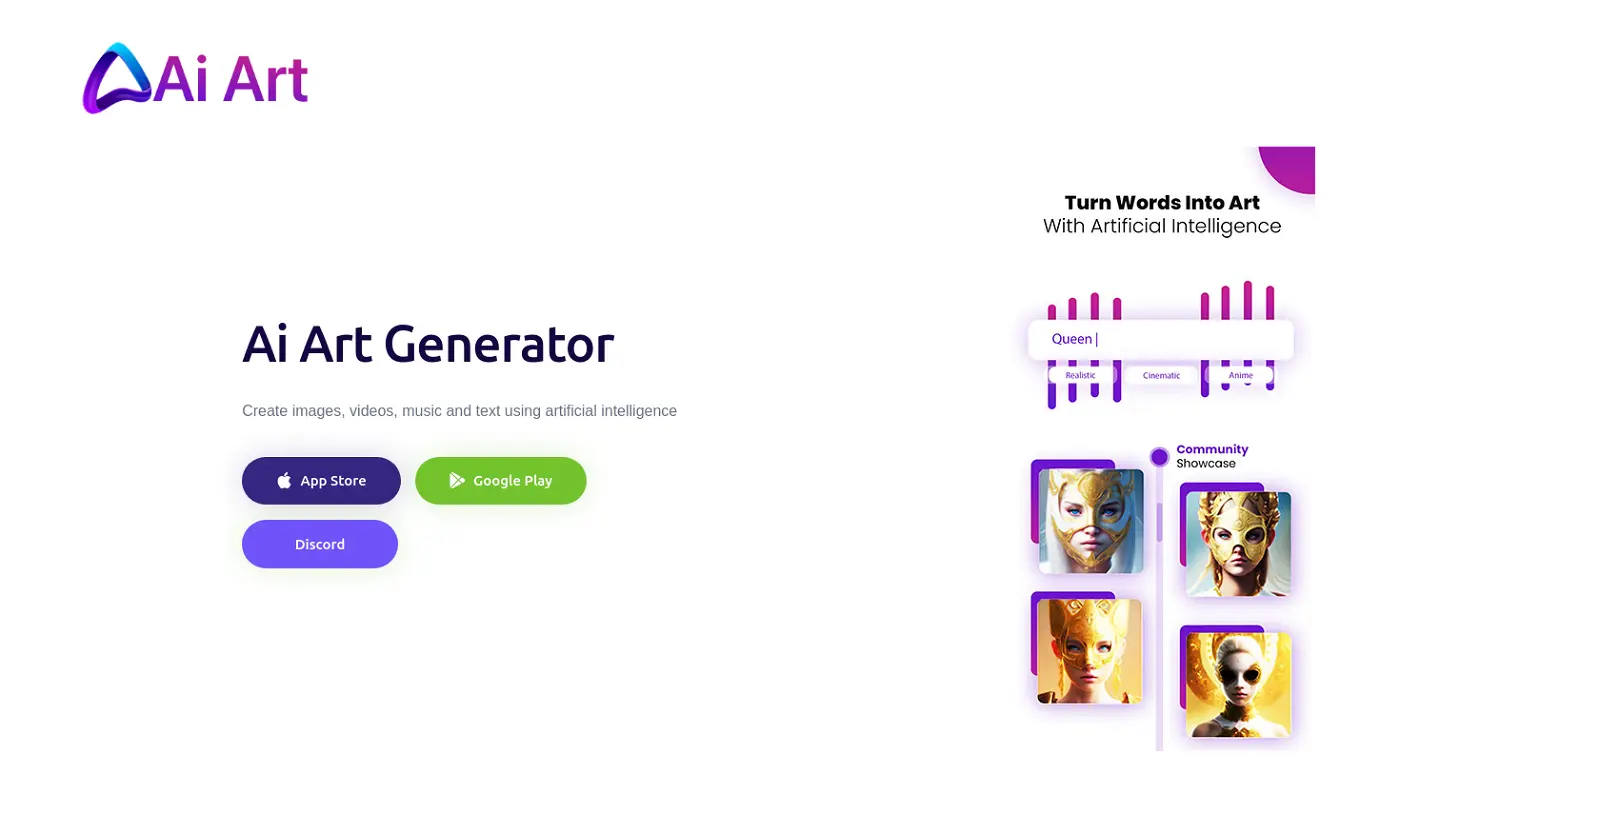 Ai Art
Turn Words Into Art
With Artificial Intelligence
Queen
Realistic
Cinematic
Anime
Ai Art Generator
Create images, videos, music and text using artificial intelligence
App Store
Google Play
Discord
Community
Showcase